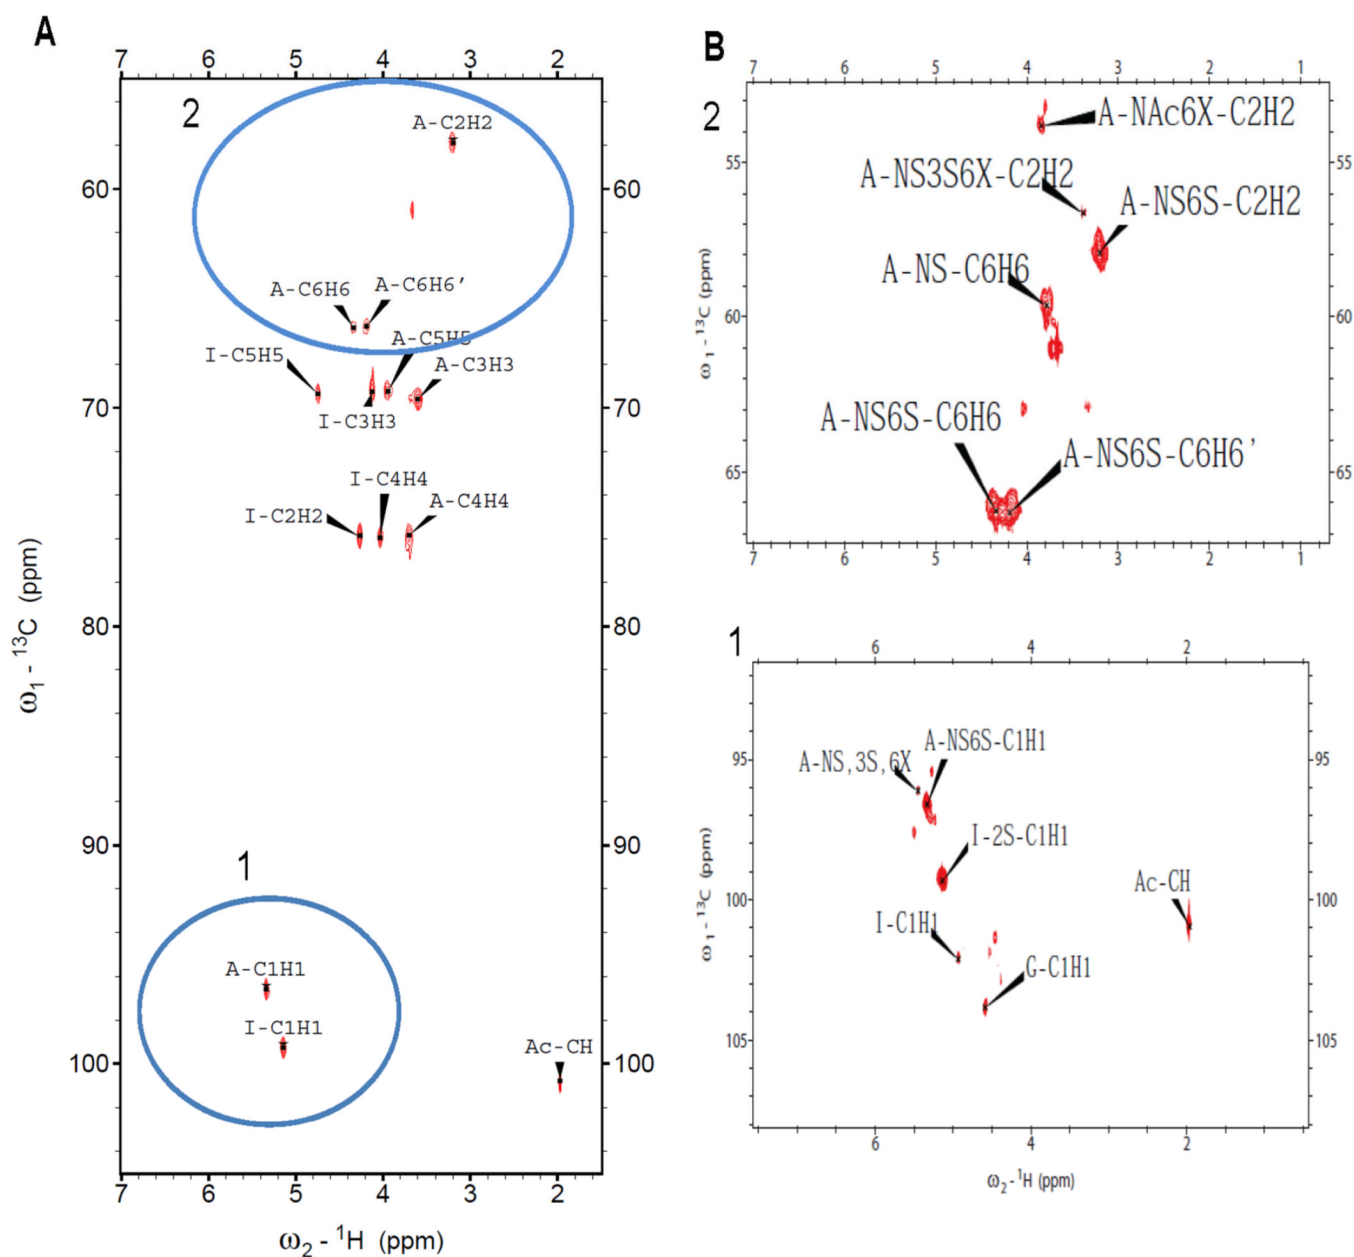 A
7 6 5 4 3 2
2
A-C2H2
60 60
A-C6H6 A-C6H6'
A-C5H5
I-C5H5 A-C3H3
70 70
I-C3H3
I-C4H4
I-C2H2 A-C4H4
80 80
ω1 - 13C (ppm)
90 90
1
A-C1H1
I-C1H1
Ac-CH
100 100
7 6 5 4 3 2
ω2 - 1H (ppm)
B
7 6 5 4 3 2 1
2
A-NAc6X-C2H2
55 55
A-NS3S6X-C2H2
A-NS6S-C2H2
A-NS-C6H6
ω1 - 13C (ppm)
60 60
A-NS6S-C6H6
A-NS6S-C6H6'
65 65
7 6 5 4 3 2 1
1
6 4 2
A-NS6S-C1H1
95 95
A-NS,3S,6X
I-2S-C1H1
ω1 - 13C (ppm)
Ac-CH
100 100
I-C1H1
G-C1H1
105 105
6 4 2
ω2 - 1H (ppm)